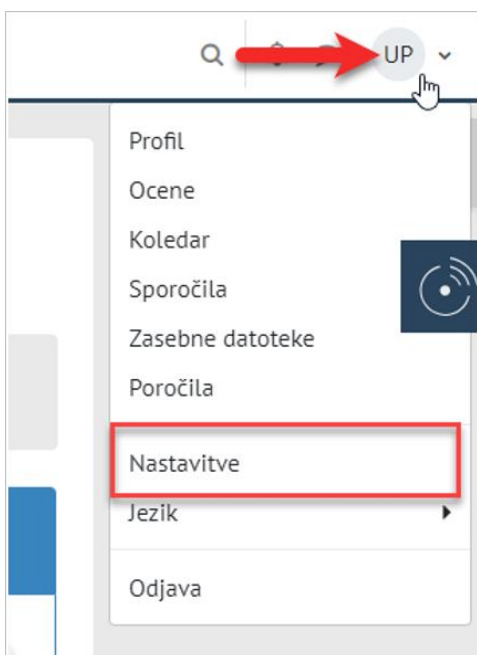 UP
Profil
Ocene
Koledar
Sporočila
Zasebne datoteke
Poročila
Nastavitve
Jezik
Odjava